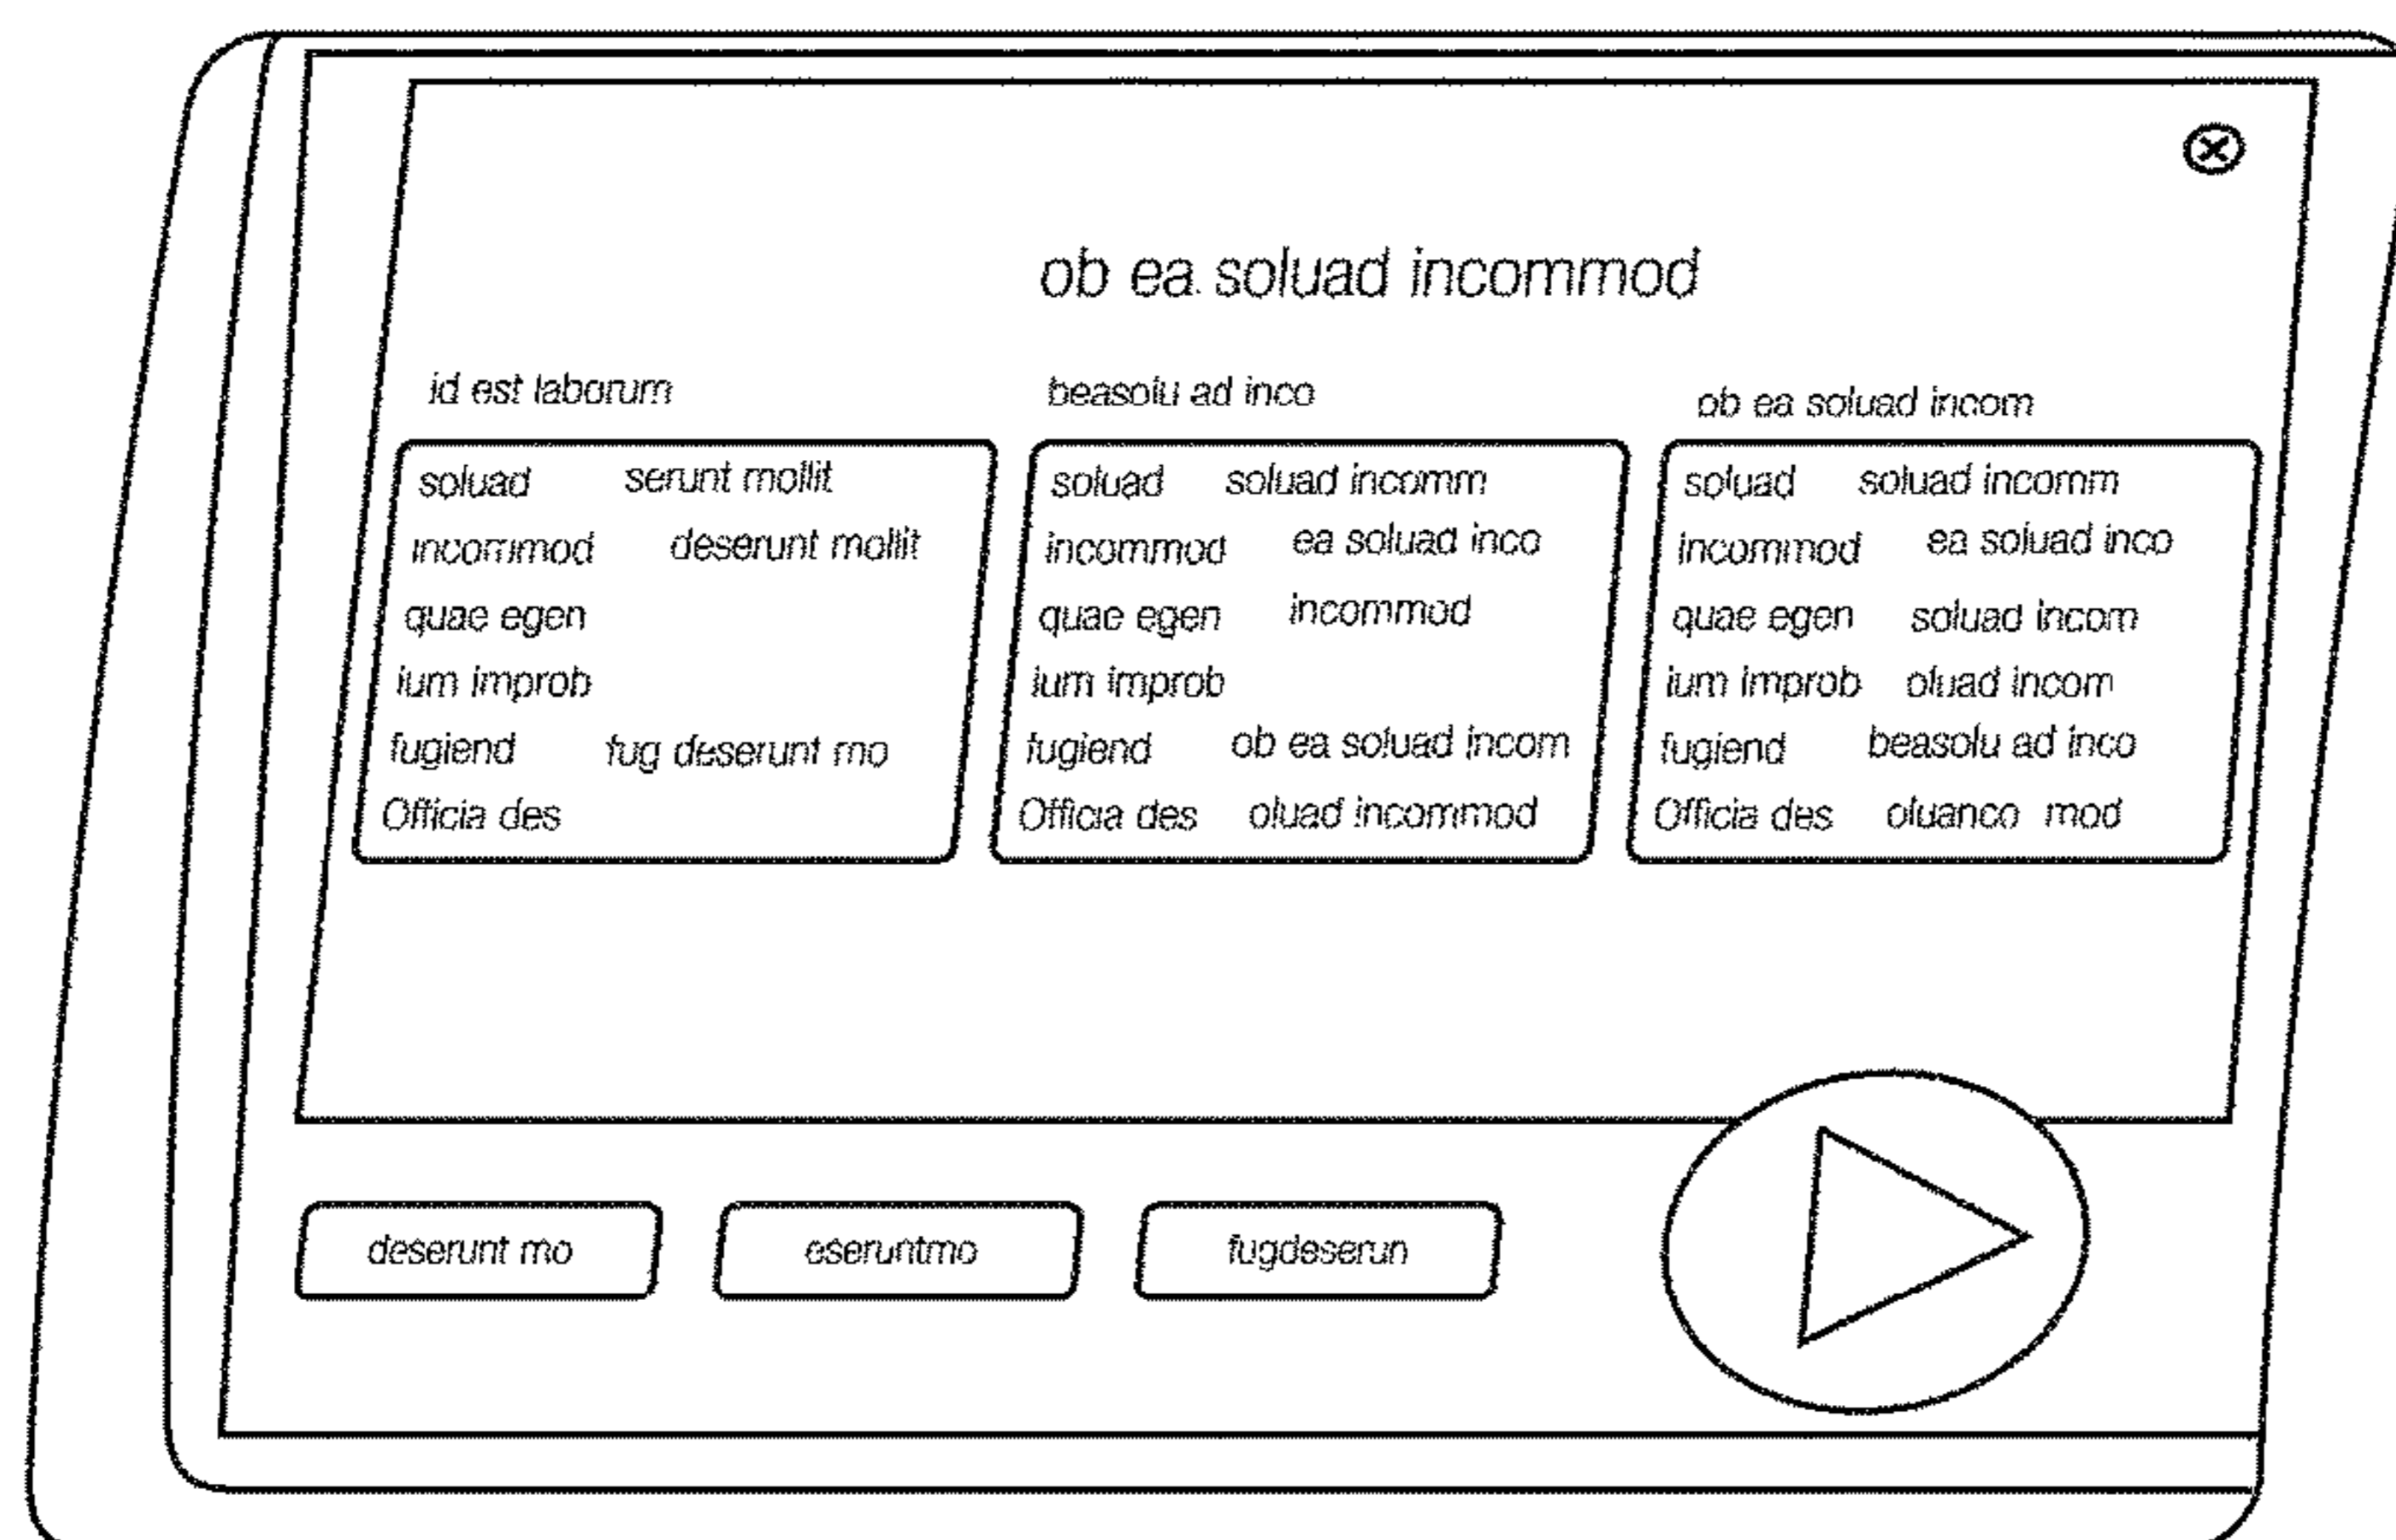 ob ea soluad incommod
id est laborum
soluad serunt mollit
incommod deserunt mollit
quae egen
ium improb
fugiend fug deserunt mo
Officia des
beasolu ad inco
soluad soluad incomm
incommod ea soluad inco
quae egen incommod
ium improb
fugiend ob ea soluad incom
Officia des oluad incommod
ob ea soluad incom
soluad soluad incomm
incommod ea soluad inco
quae egen soluad incom
ium improb oluad incom
fugiend beasolu ad inco
Officia des oluanco mod
deserunt mo
eseruntmo
fugdeserun